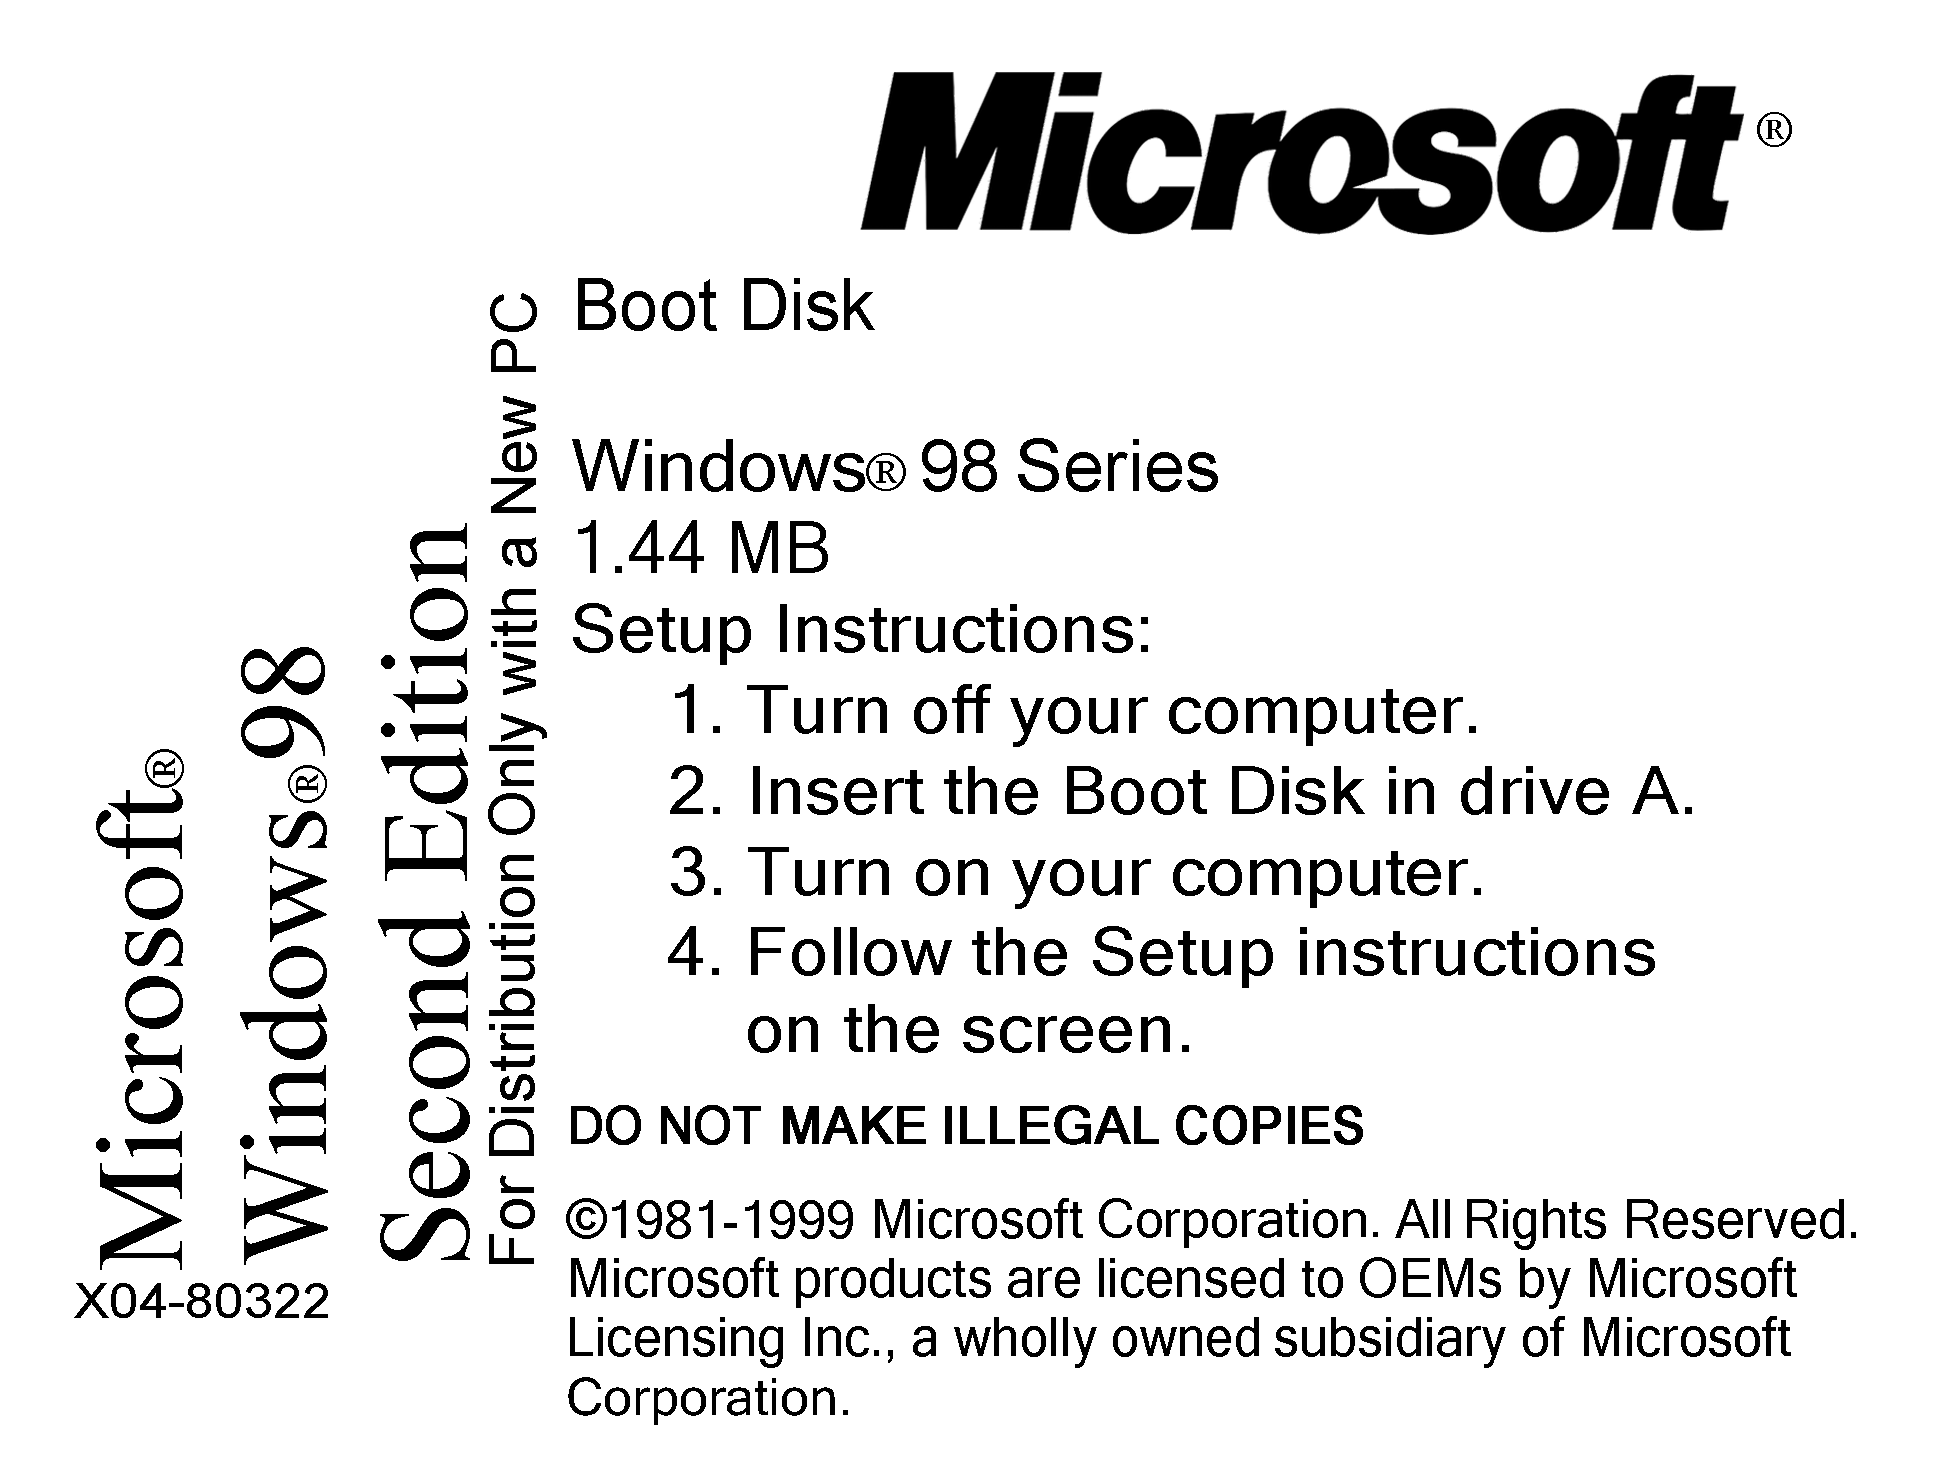 Microsoft®
Boot Disk
Windows® 98 Series
1.44 MB
Setup Instructions:
1. Turn off your computer.
2. Insert the Boot Disk in drive A.
3. Turn on your computer.
4. Follow the Setup instructions
on the screen.
DO NOT MAKE ILLEGAL COPIES
©1981-1999 Microsoft Corporation. All Rights Reserved.
Microsoft products are licensed to OEMs by Microsoft
Licensing Inc., a wholly owned subsidiary of Microsoft
Corporation.
Microsoft®
Windows®98
Second Edition
For Distribution Only with a New PC
X04-80322